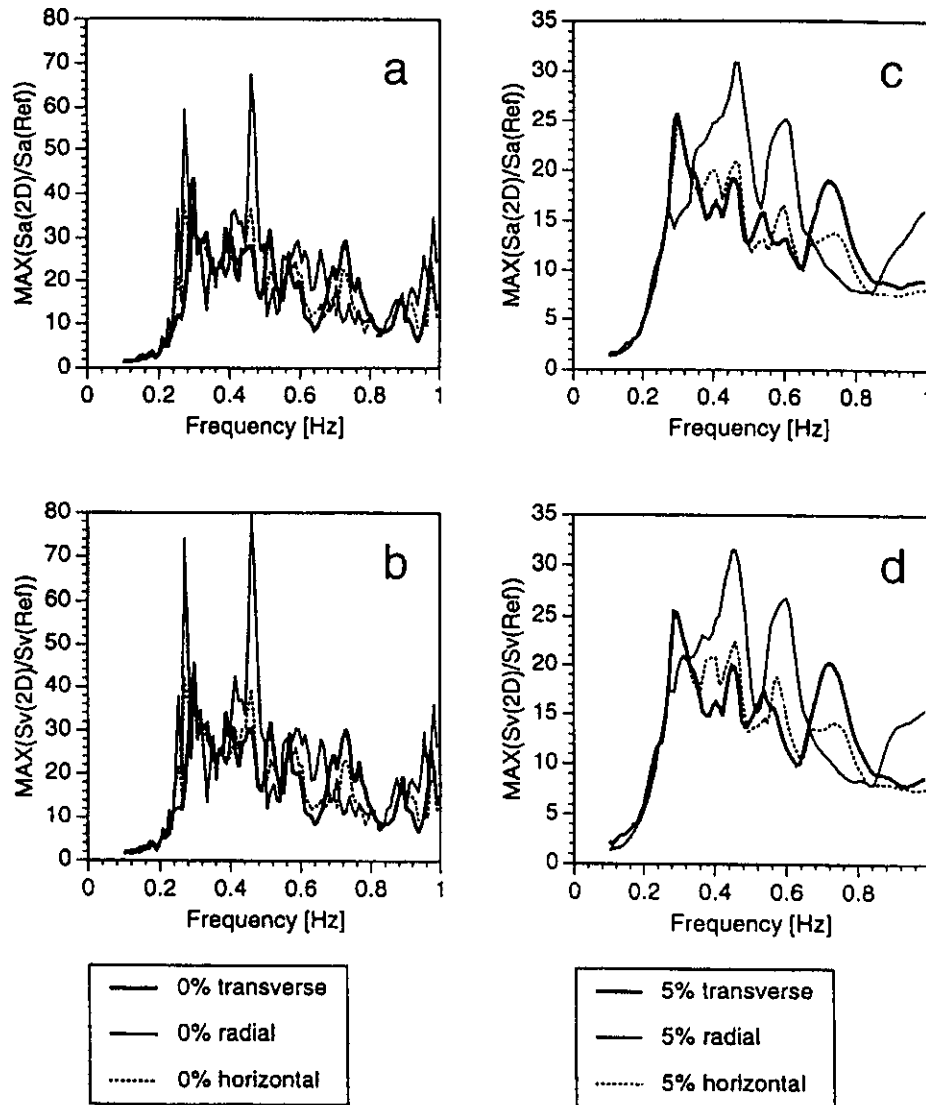 80
70
60
50
40
30
20
10
0
MAX(Sa(2D)/Sa(Ref))
a
0 0.2 0.4 0.6 0.8 1
Frequency [Hz]
35
30
25
20
15
10
5
0
MAX(Sa(2D)/Sa(Ref))
c
0 0.2 0.4 0.6 0.8 1
Frequency [Hz]
80
70
60
50
40
30
20
10
0
MAX(Sv(2D)/Sv(Ref))
b
0 0.2 0.4 0.6 0.8 1
Frequency [Hz]
35
30
25
20
15
10
5
0
MAX(Sv(2D)/Sv(Ref))
d
0 0.2 0.4 0.6 0.8 1
Frequency [Hz]
0% transverse
0% radial
0% horizontal
5% transverse
5% radial
5% horizontal